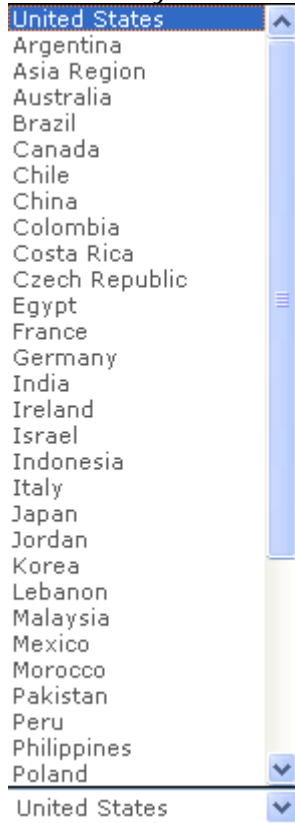 United States
Argentina
Asia Region
Australia
Brazil
Canada
Chile
China
Colombia
Costa Rica
Czech Republic
Egypt
France
Germany
India
Ireland
Israel
Indonesia
Italy
Japan
Jordan
Korea
Lebanon
Malaysia
Mexico
Morocco
Pakistan
Peru
Philippines
Poland
United States